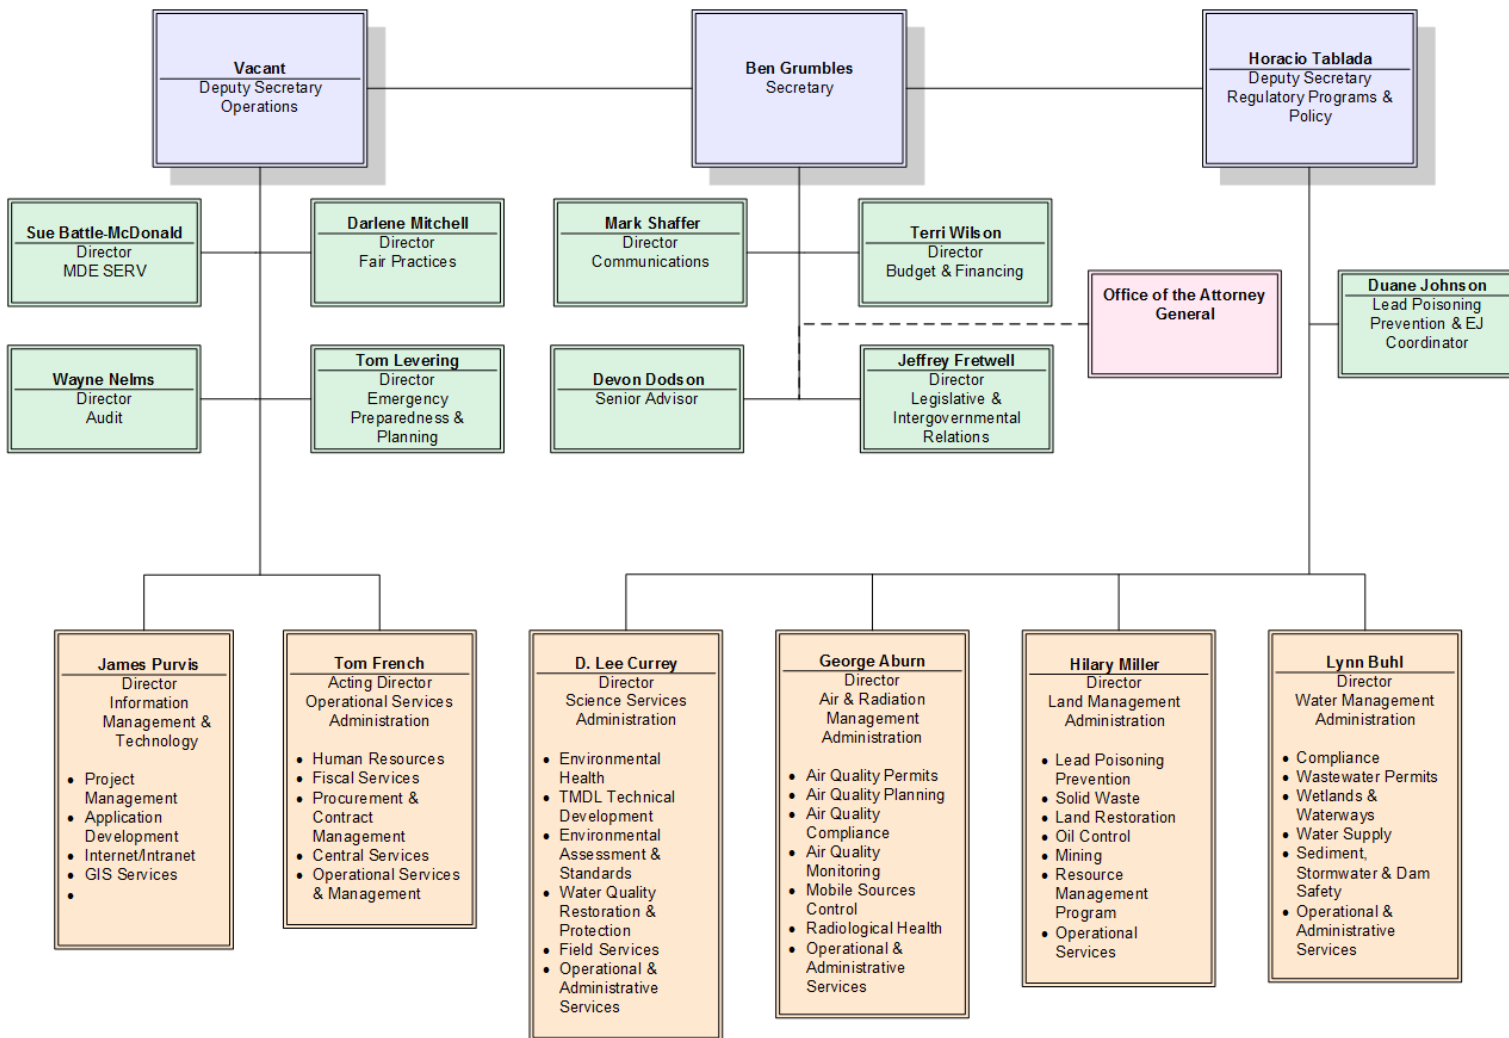 Vacant
Deputy Secretary
Operations
Ben Grumbles
Secretary
Horacio Tablada
Deputy Secretary
Regulatory Programs &
Policy
Sue Battle-McDonald
Director
MDE SERV
Darlene Mitchell
Director
Fair Practices
Mark Shaffer
Director
Communications
Terri Wilson
Director
Budget & Financing
Office of the Attorney
General
Duane Johnson
Lead Poisoning
Prevention & EJ
Coordinator
Wayne Nelms
Director
Audit
Tom Levering
Director
Emergency
Preparedness &
Planning
Devon Dodson
Senior Advisor
Jeffrey Fretwell
Director
Legislative &
Intergovernmental
Relations
James Purvis
Director
Information
Management &
Technology
• Project
Management
• Application
Development
• Internet/Intranet
• GIS Services
•
Tom French
Acting Director
Operational Services
Administration
• Human Resources
• Fiscal Services
• Procurement &
Contract
Management
• Central Services
• Operational Services
& Management
D. Lee Currey
Director
Science Services
Administration
• Environmental
Health
• TMDL Technical
Development
• Environmental
Assessment &
Standards
• Water Quality
Restoration &
Protection
• Field Services
• Operational &
Administrative
Services
George Aburn
Director
Air & Radiation
Management
Administration
• Air Quality Permits
• Air Quality Planning
• Air Quality
Compliance
• Air Quality
Monitoring
• Mobile Sources
Control
• Radiological Health
• Operational &
Administrative
Services
Hilary Miller
Director
Land Management
Administration
• Lead Poisoning
Prevention
• Solid Waste
• Land Restoration
• Oil Control
• Mining
• Resource
Management
Program
• Operational
Services
Lynn Buhl
Director
Water Management
Administration
• Compliance
• Wastewater Permits
• Wetlands &
Waterways
• Water Supply
• Sediment,
Stormwater & Dam
Safety
• Operational &
Administrative
Services